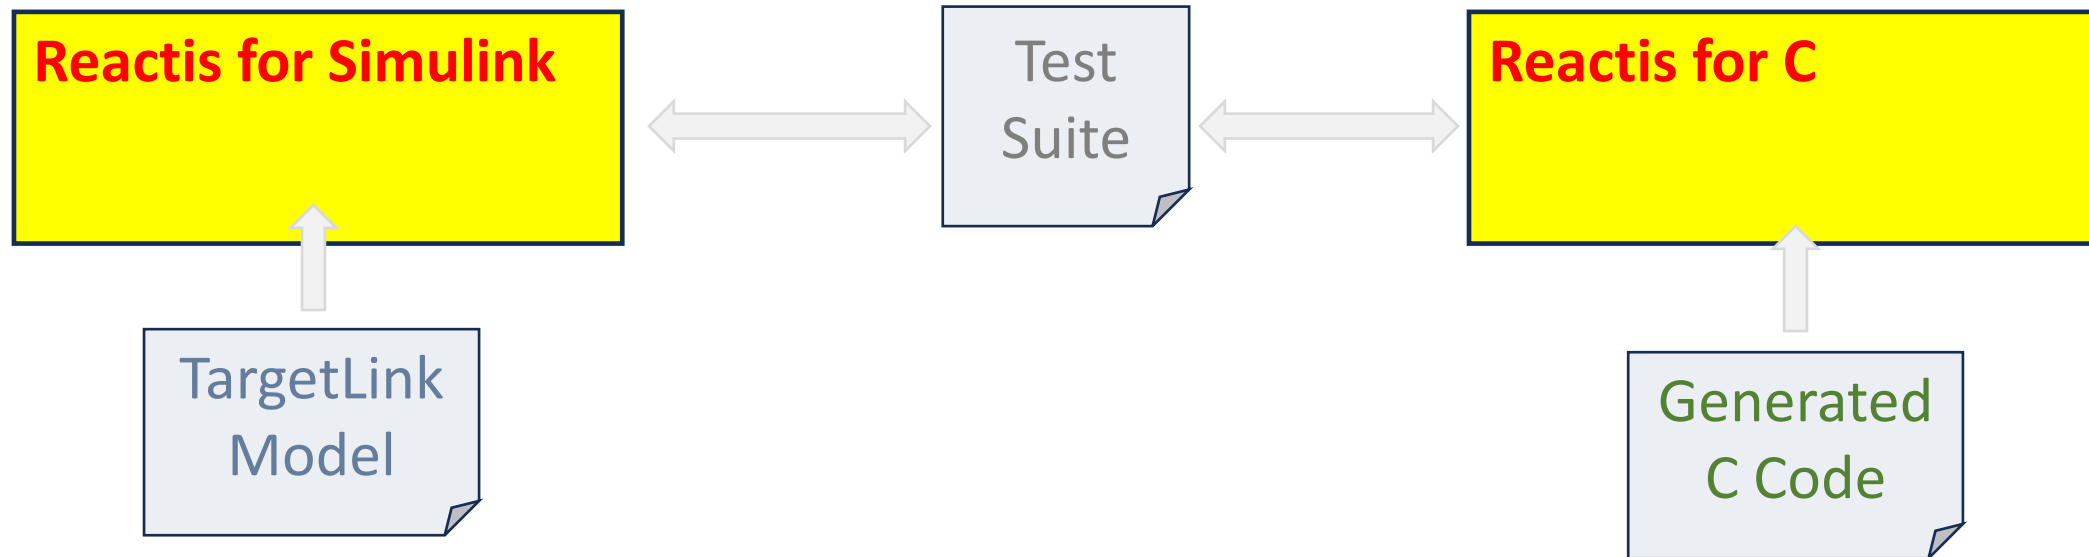 Reactis for Simulink
Test
Suite
Reactis for C
TargetLink
Model
Generated
C Code